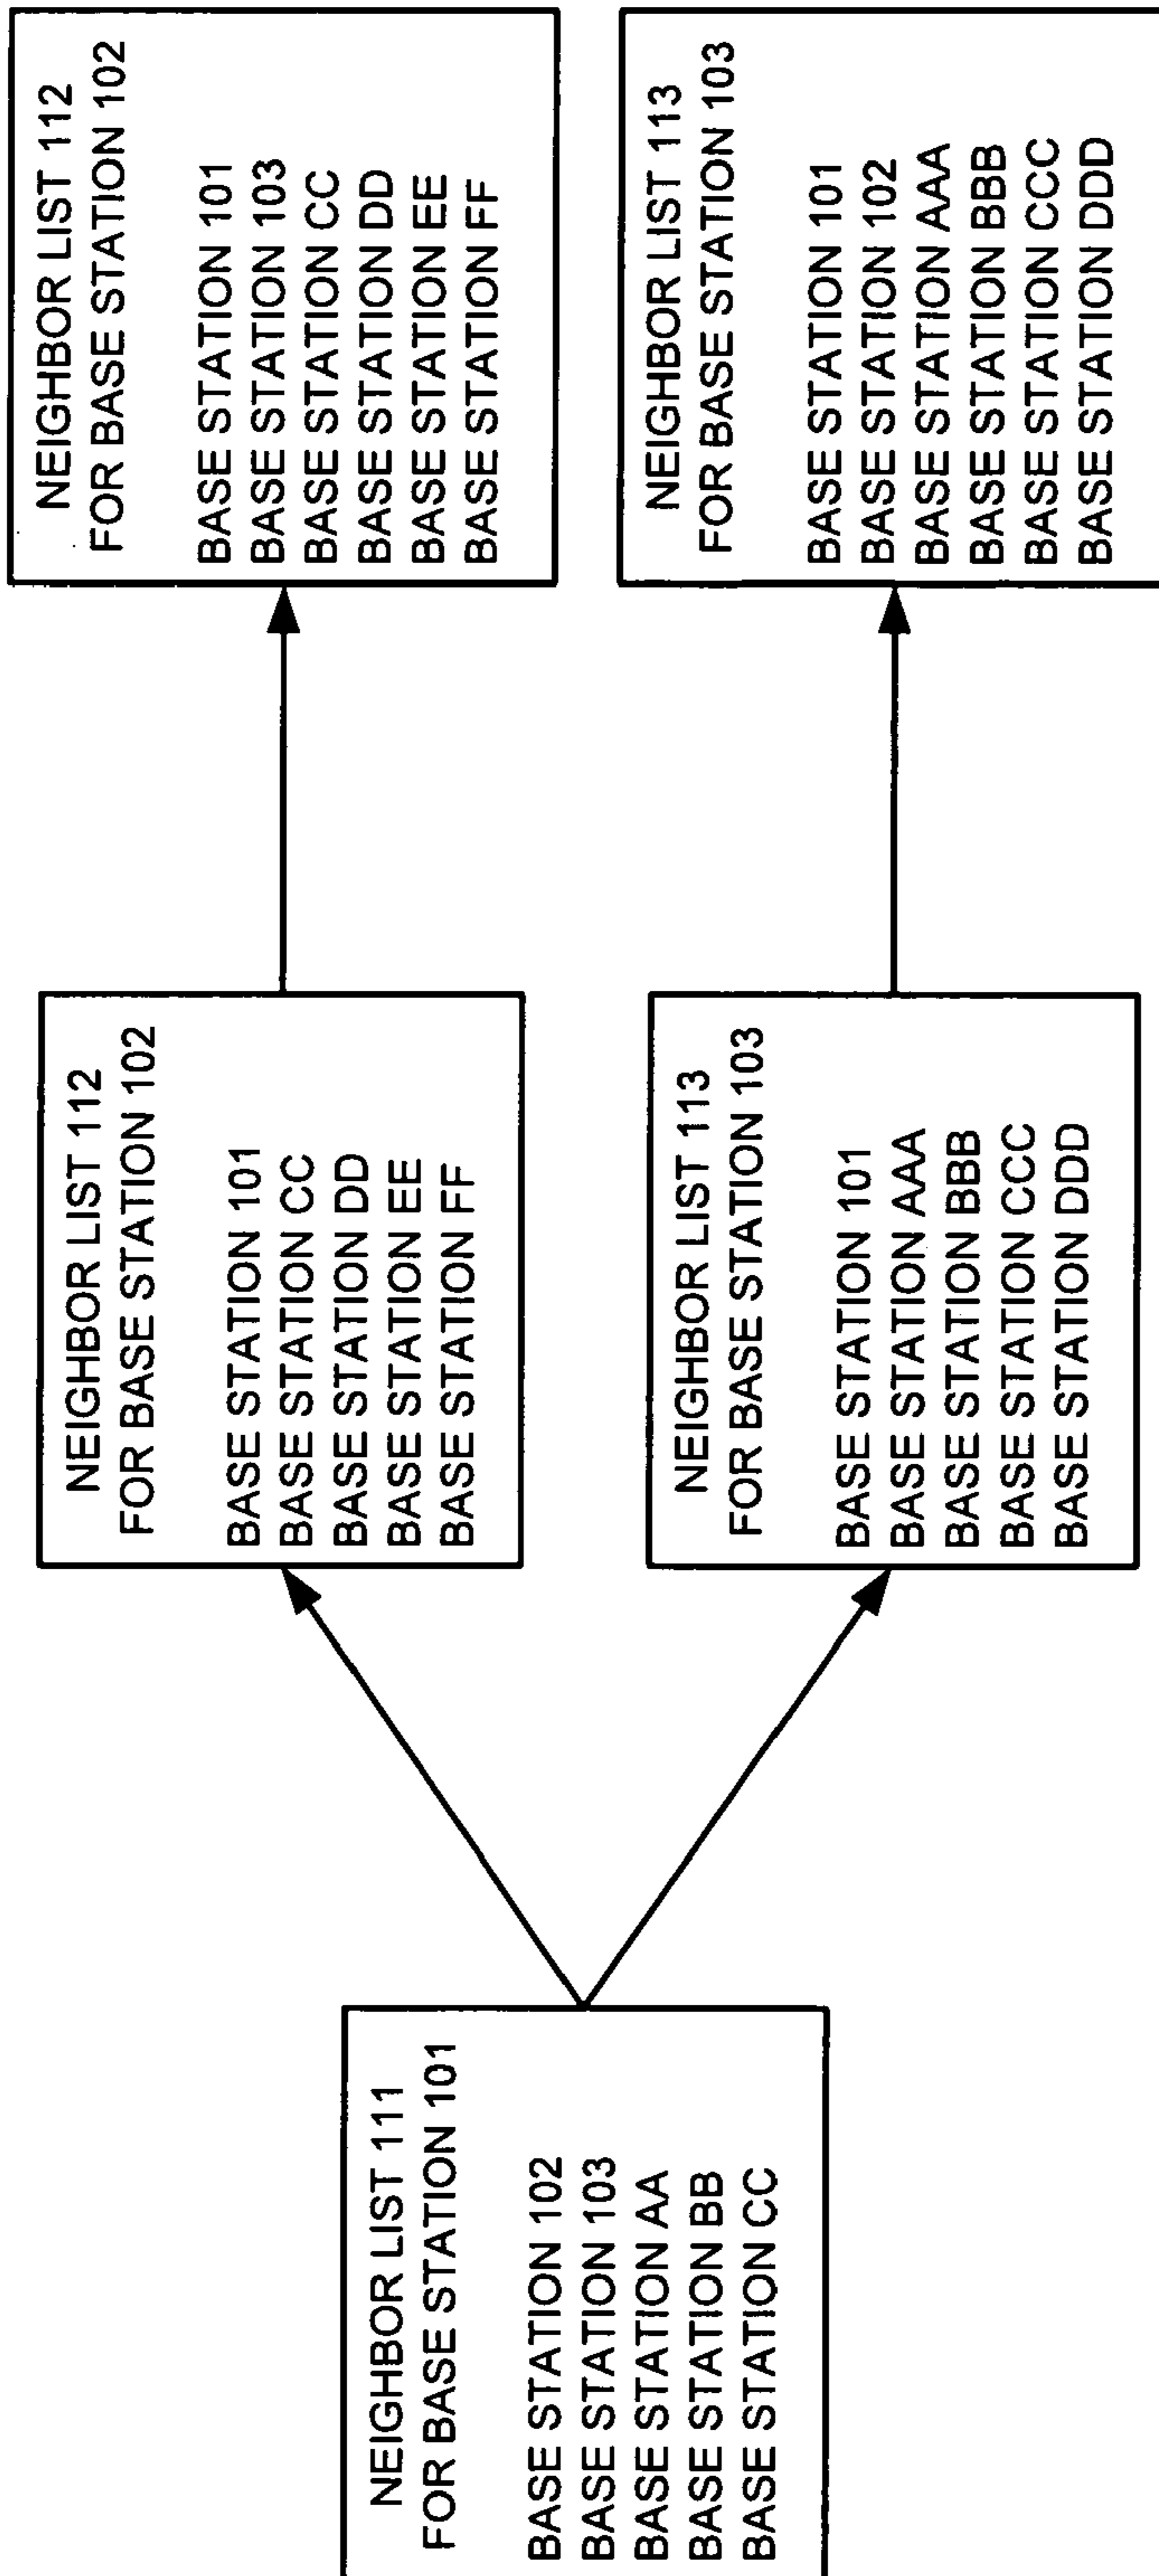 NEIGHBOR LIST 111
FOR BASE STATION 101
BASE STATION 102
BASE STATION 103
BASE STATION AA
BASE STATION BB
BASE STATION CC
NEIGHBOR LIST 112
FOR BASE STATION 102
BASE STATION 101
BASE STATION CC
BASE STATION DD
BASE STATION EE
BASE STATION FF
NEIGHBOR LIST 113
FOR BASE STATION 103
BASE STATION 101
BASE STATION AAA
BASE STATION BBB
BASE STATION CCC
BASE STATION DDD
NEIGHBOR LIST 112
FOR BASE STATION 102
BASE STATION 101
BASE STATION 103
BASE STATION CC
BASE STATION DD
BASE STATION EE
BASE STATION FF
NEIGHBOR LIST 113
FOR BASE STATION 103
BASE STATION 101
BASE STATION 102
BASE STATION AAA
BASE STATION BBB
BASE STATION CCC
BASE STATION DDD